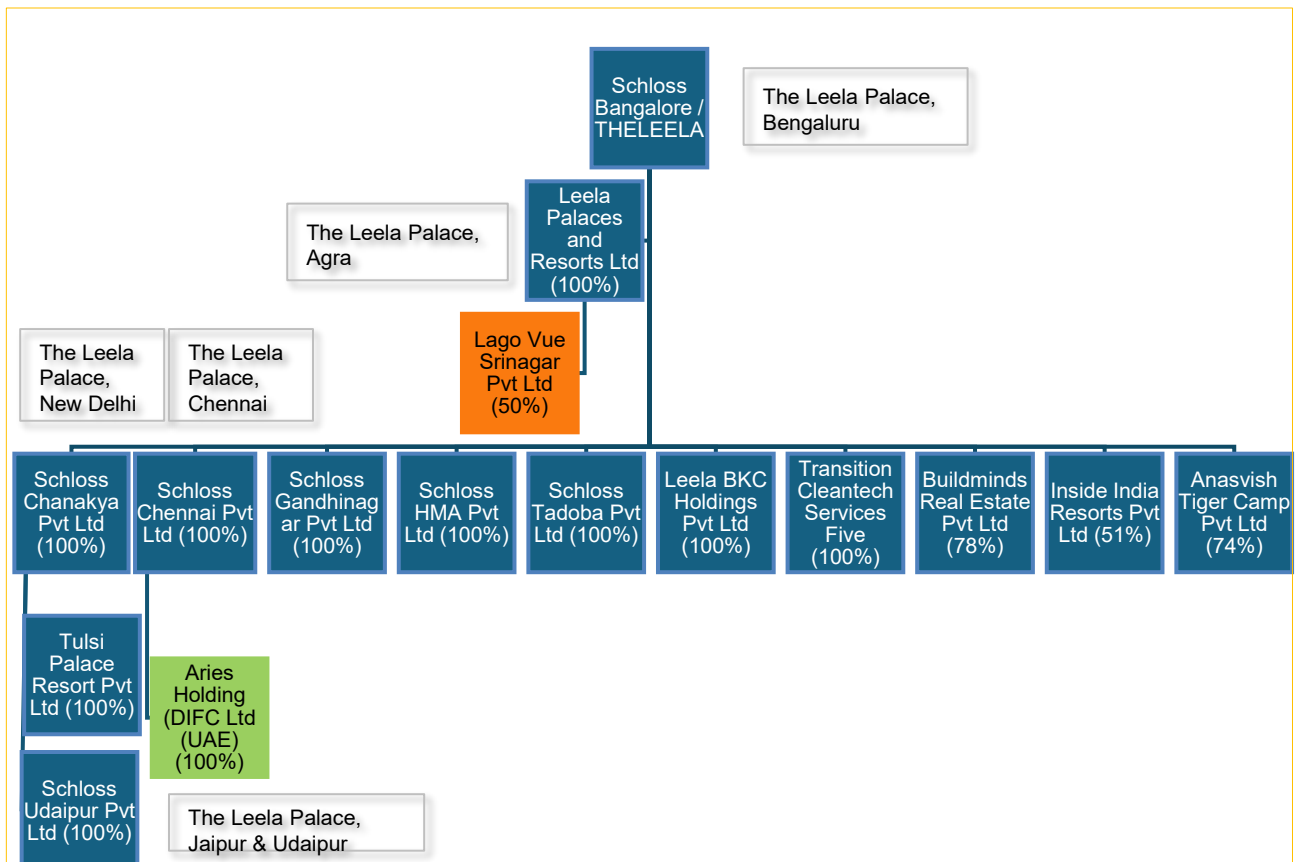 Schloss
Bangalore /
THELEELA
The Leela Palace,
Bengaluru
Leela
Palaces
and
Resorts Ltd
(100%)
The Leela Palace,
Agra
Lago Vue
Srinagar
Pvt Ltd
(50%)
The Leela
Palace,
New Delhi
The Leela
Palace,
Chennai
Schloss
Chanakya
Pvt Ltd
(100%)
Schloss
Chennai Pvt
Ltd (100%)
Schloss
Gandhinag
ar Pvt Ltd
(100%)
Schloss
HMA Pvt
Ltd (100%)
Schloss
Tadoba Pvt
Ltd (100%)
Leela BKC
Holdings Pvt
Ltd (100%)
Transition
Cleantech
Services
Five
(100%)
Buildminds
Real Estate
Pvt Ltd
(78%)
Inside India
Resorts Pvt
Ltd (51%)
Anasvish
Tiger Camp
Pvt Ltd
(74%)
Tulsi
Palace
Resort Pvt
Ltd (100%)
Aries
Holding
(DIFC Ltd
(UAE)
(100%)
Schloss
Udaipur Pvt
Ltd (100%)
The Leela Palace,
Jaipur & Udaipur